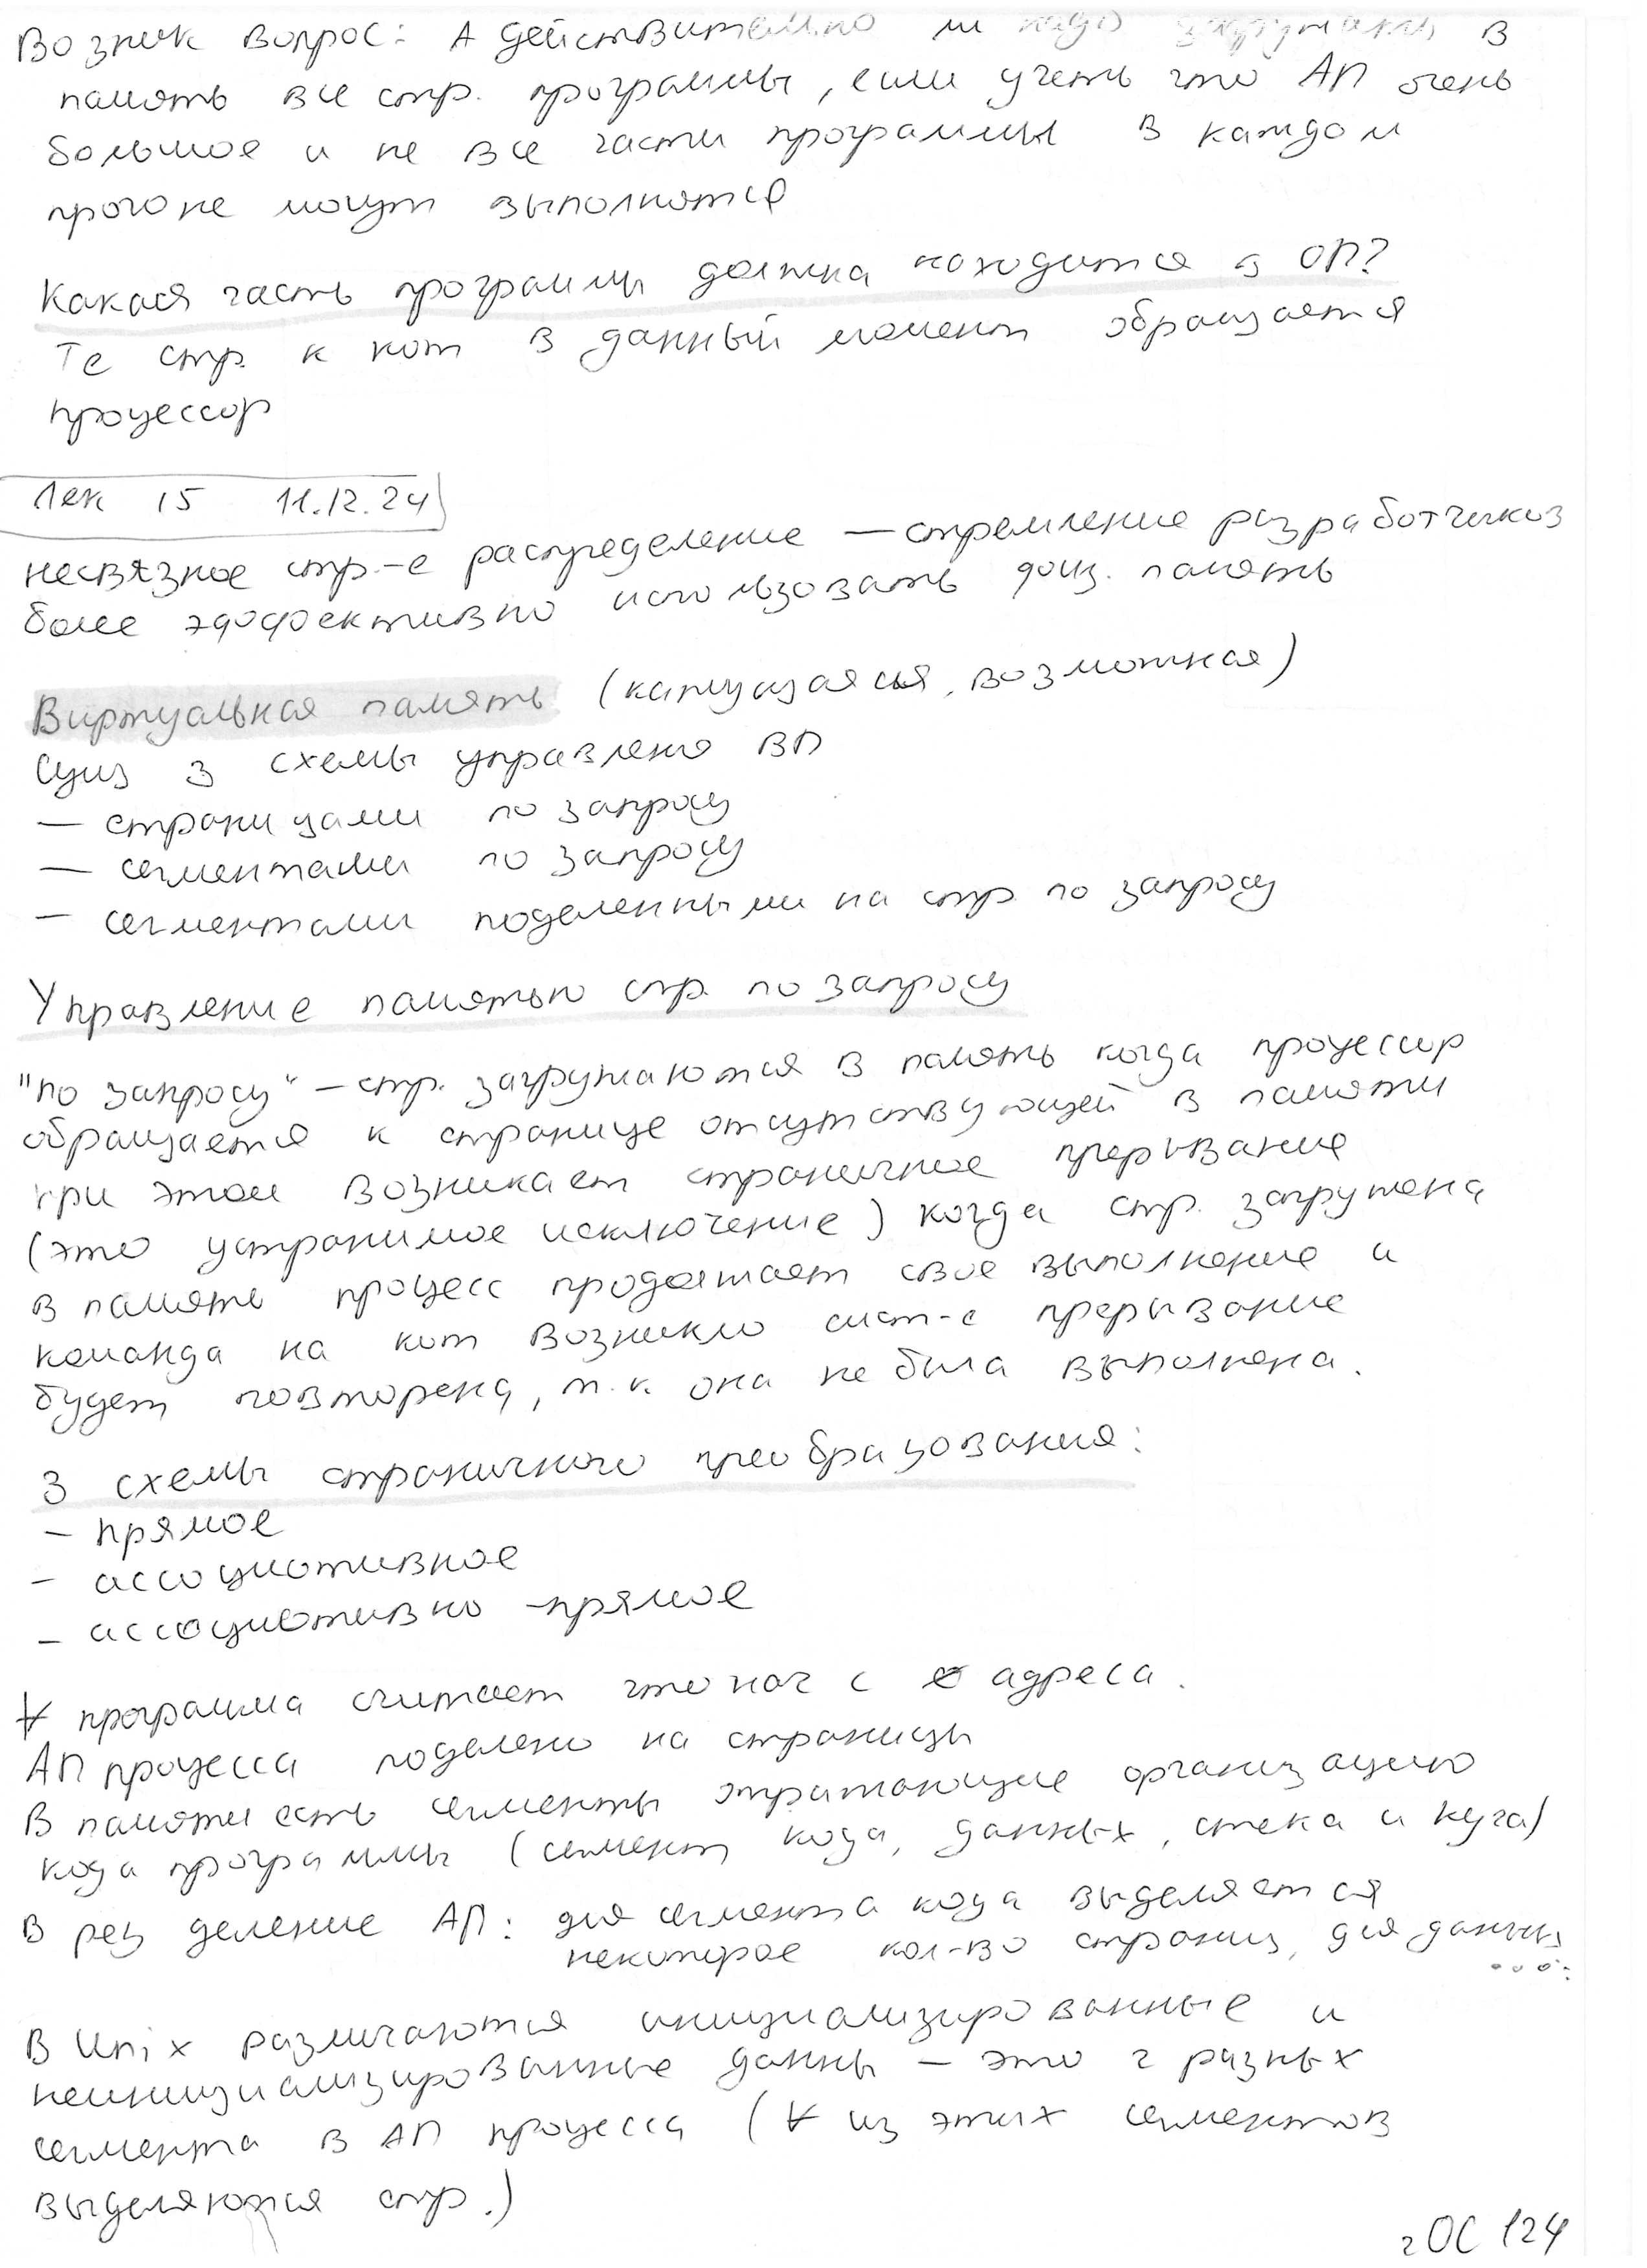 Возник вопрос: А действительно ли надо загружать в
память все стр. программы, если учесть что АП очень
большое и не все части программы в каждом
прогоне могут выполнятся
Какая часть программы должна находится в ОП?
Те стр. к кот в данный момент обращается
процессор
Лек 15 11.12.24
несвязное стр-е распределение — стремление разработчиков
более эффективно использовать физ. память
Виртуальная память (кажущаяся, возможная)
Сущ 3 схемы управлени ВП
— страницами по запросу
— сегментами по запросу
— сегментами поделенными на стр. по запросу
Управление памятью стр. по запросу
"по запросу" — стр. загружаются в память когда процессор
обращается к странице отсутствующей в памяти
при этом возникает страничное прерывание
(это устранимое исключение) когда стр. загружена
в память процесс продолжает свое выполнение и
команда на кот возникло сист-е прерывание
будет повторена, т.к. она не была выполнена.
3 схемы страничного преобразования:
- прямое
- ассоциативное
- ассоциативно-прямое
∀ программа считает что нач с 0 адреса.
АП процесса поделено на страницы
В памяти есть сегменты отражающие организацию
кода программы (сегмент кода, данных, стека и куча)
В рез деление АП: для сегмента кода выделяется
некоторое кол-во страниц, для данных
...
В Unix различаются инициализированные и
неинициализированные данны — это 2 разных
сегмента в АП процесса (∀ из этих сегментов
выделяются стр.)
2ОС 124